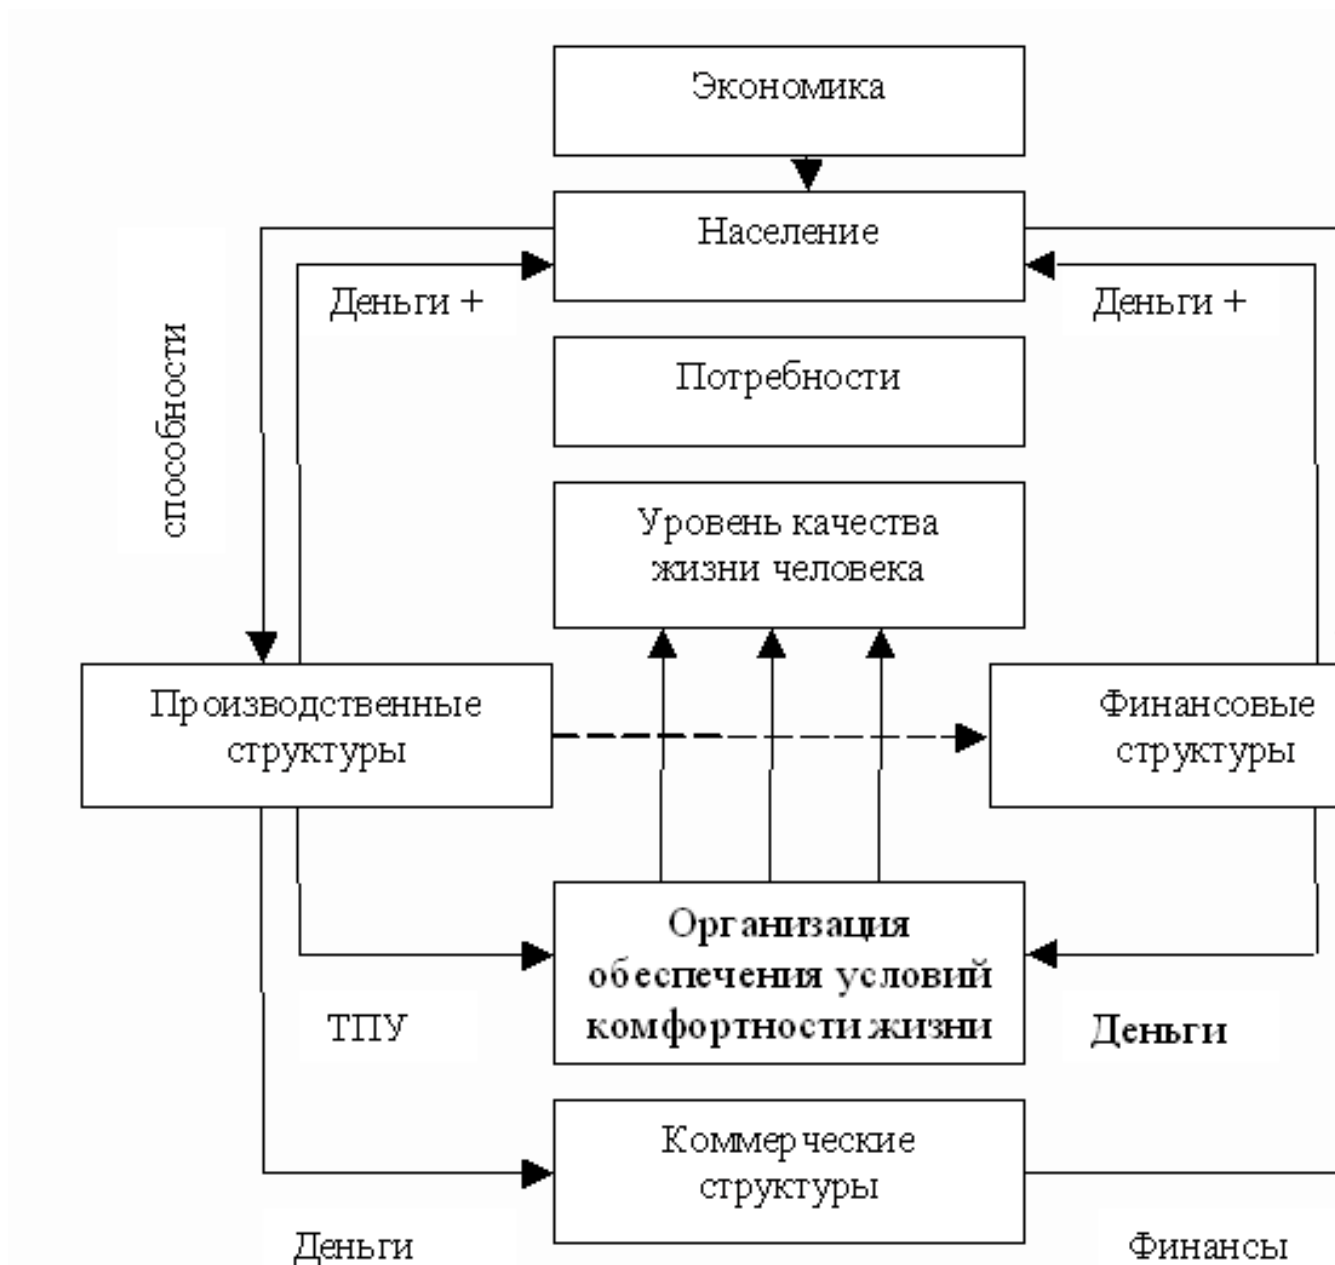 Экономика
Население
Деньги +
Деньги +
способности
Потребности
Уровень качества
жизни человека
Производственные
структуры
Финансовые
структуры
Организация
обеспечения условий
комфортности жизни
ТПУ
Деньги
Коммерческие
структуры
Деньги
Финансы